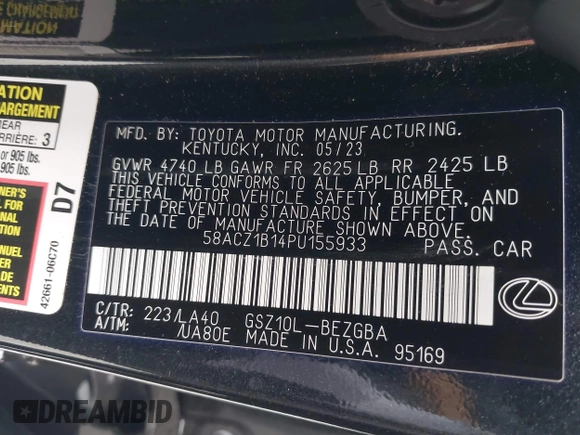 ATION
CHARGEMENT
REAR
ARRIÈRE: 3
or 905 lbs.
905 lbs.
D7
42661-06C70
MFD. BY: TOYOTA MOTOR MANUFACTURING.
KENTUCKY, INC. 05/23
GVWR 4740 LB GAWR FR 2625 LB RR 2425 LB
THIS VEHICLE CONFORMS TO ALL APPLICABLE
FEDERAL MOTOR VEHICLE SAFETY, BUMPER, AND
THEFT PREVENTION STANDARDS IN EFFECT ON
THE DATE OF MANUFACTURE SHOWN ABOVE.
58ACZ1B14PU155933 PASS. CAR
C/TR: 223/LA40 GSZ10L-BEZGBA
A/TM: /UA80E MADE IN U.S.A. 95169
DREAMBID